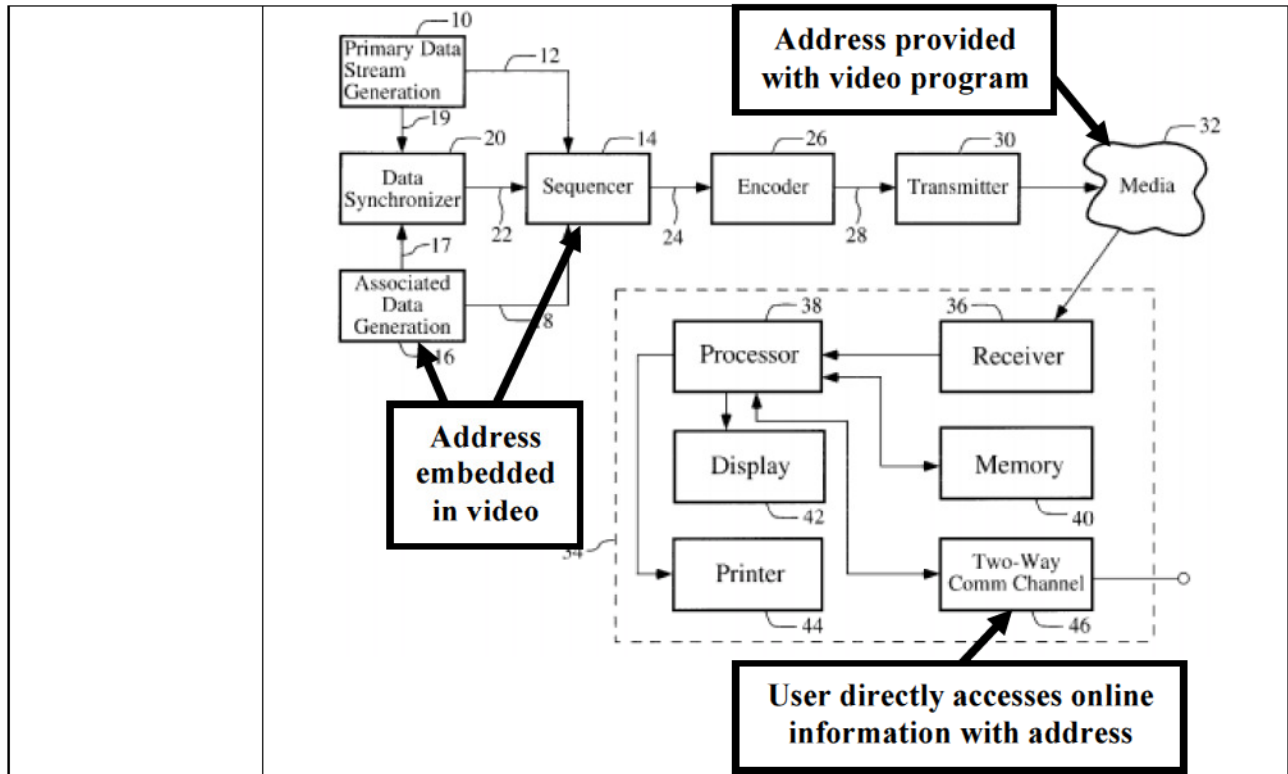 10
Primary Data
Stream
Generation
12
19
20
Data
Synchronizer
22
17
Associated
Data
Generation
16
18
14
Sequencer
24
26
Encoder
28
30
Transmitter
Address provided
with video program
32
Media
Address
embedded
in video
34
38
Processor
36
Receiver
Display
42
Memory
40
Printer
44
Two-Way
Comm Channel
46
User directly accesses online
information with address